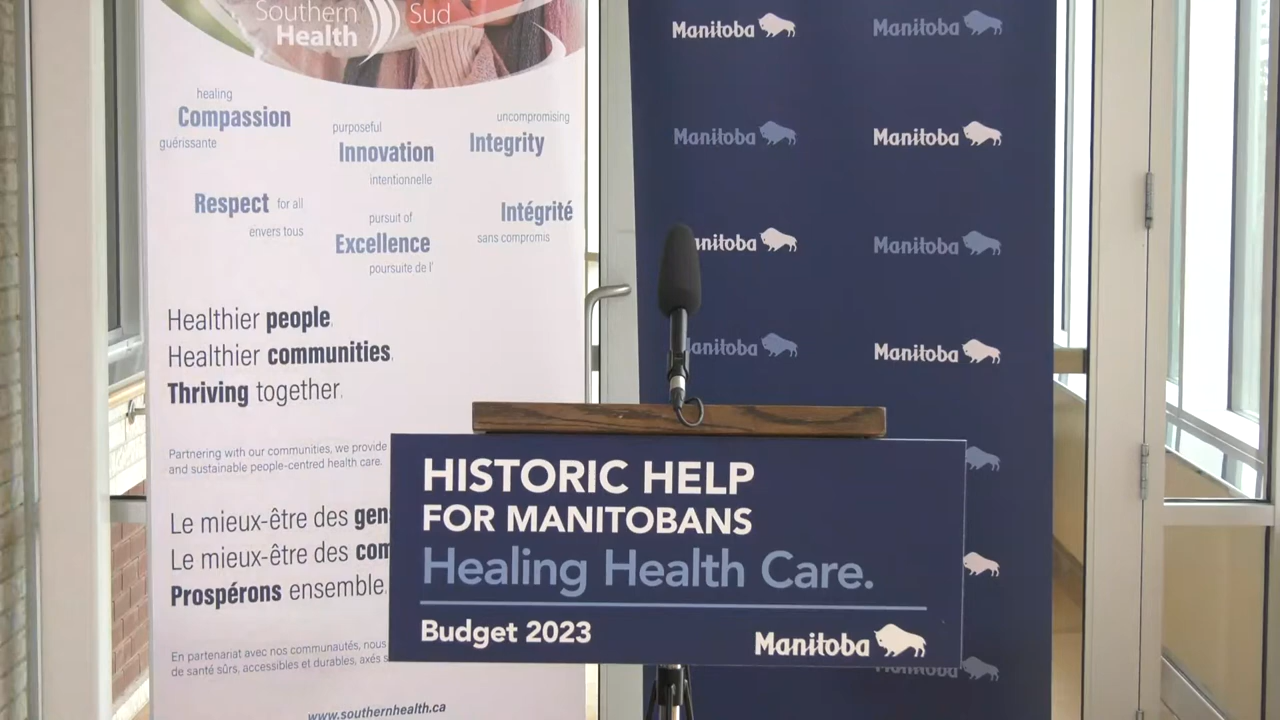 Southern Sud
Health
healing
Compassion
guérissante
purposeful
Innovation
intentionnelle
uncompromising
Integrity
Respect for all
envers tous
pursuit of
Excellence
poursuite de l'
Intégrité
sans compromis
Healthier people.
Healthier communities.
Thriving together.
Partnering with our communities, we provide
and sustainable people-centred health care.
Le mieux-être des gen
Le mieux-être des com
Prospérons ensemble.
En partenariat avec nos communautés, nous
de santé sûrs, accessibles et durables, axés s
www.southernhealth.ca
Manitoba Manitoba
Manitoba Manitoba
anitoba Manitoba
anitoba Manitoba
HISTORIC HELP
FOR MANITOBANS
Healing Health Care.
Budget 2023
Manitoba
Manitoba